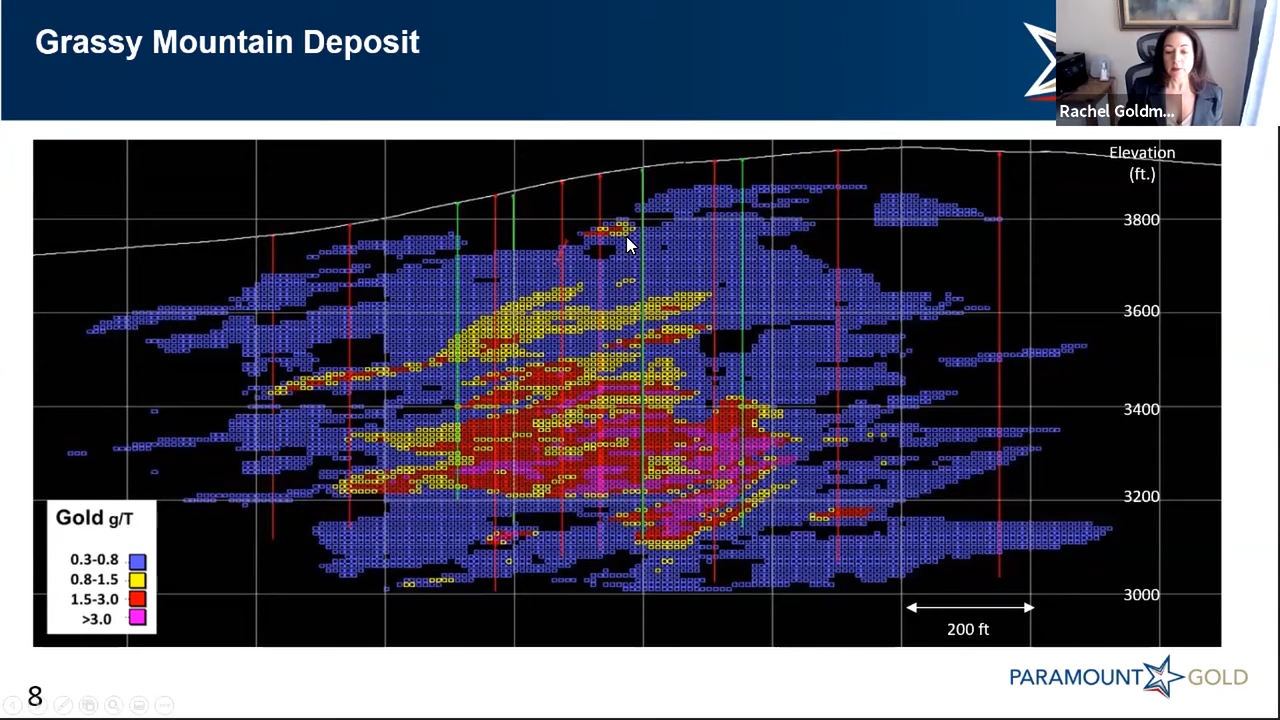 Grassy Mountain Deposit
Rachel Goldm...
Elevation
(ft.)
3800
3600
3400
3200
3000
200 ft
Gold g/T
0.3-0.8
0.8-1.5
1.5-3.0
>3.0
PARAMOUNT GOLD
8